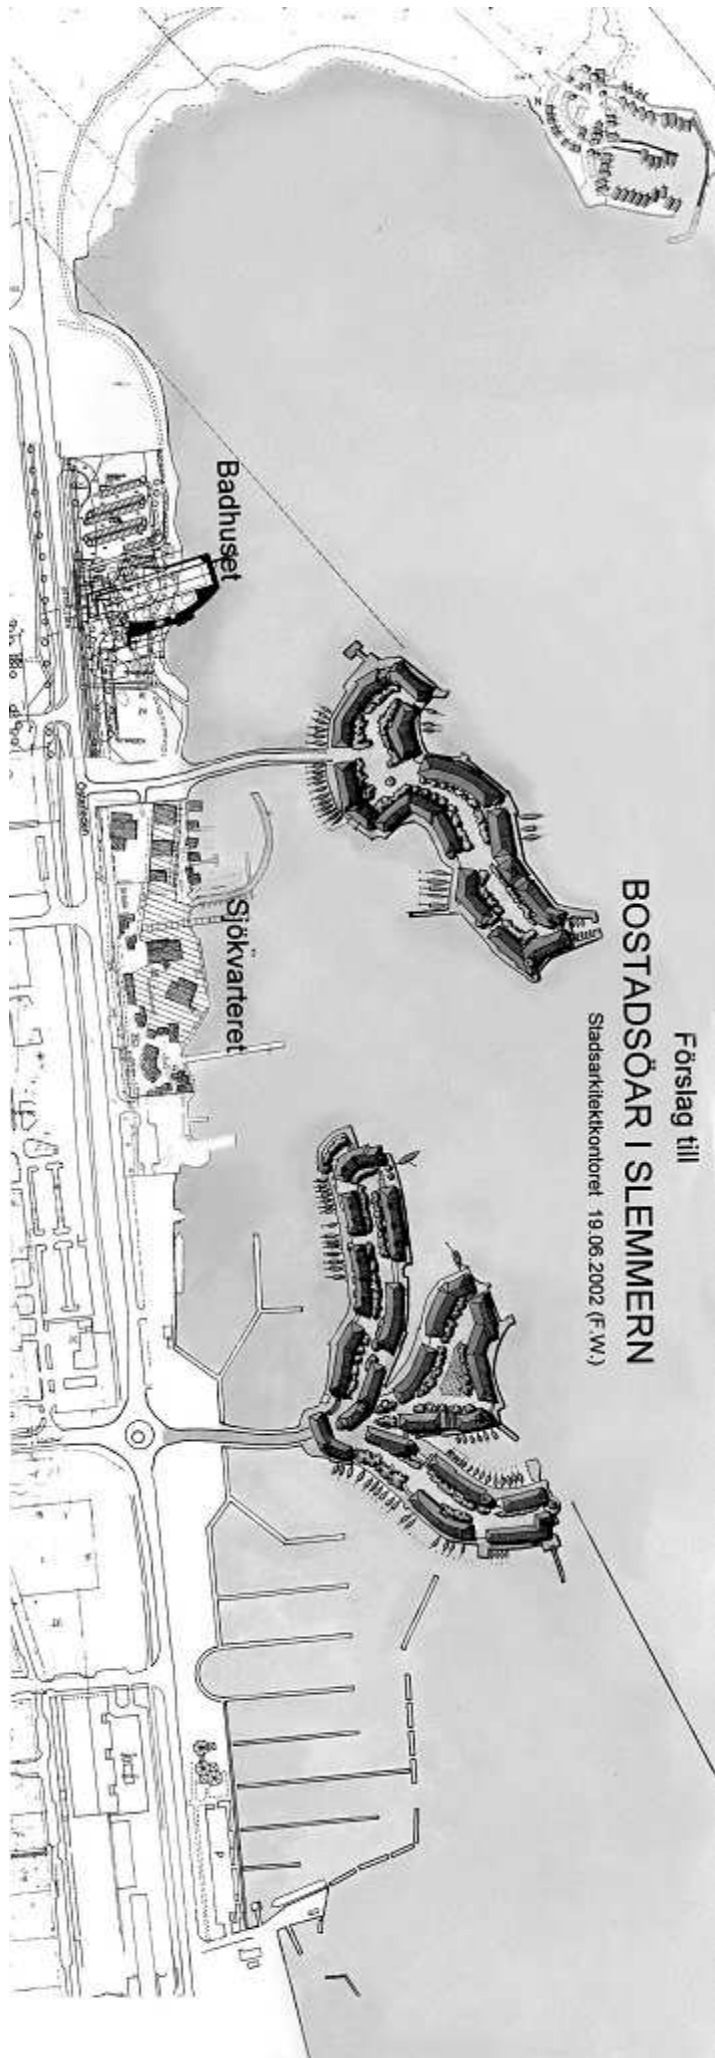 Förslag till
BOSTADSÖAR I SLEMMERN
Stadsarkitektkontoret 19.06.2002 (F.W.)
Badhuset
Sjökvarteret
P